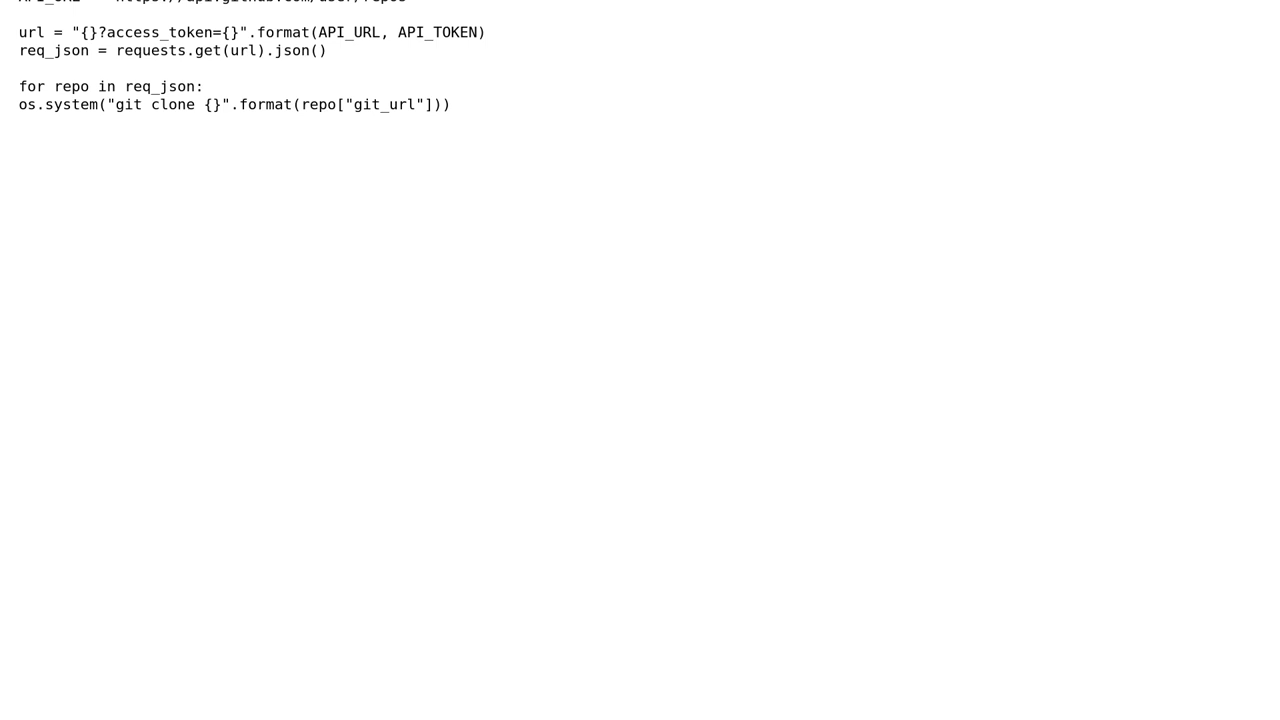 url = "{}?access_token={}".format(API_URL, API_TOKEN)
req_json = requests.get(url).json()
for repo in req_json:
os.system("git clone {}".format(repo["git_url"]))